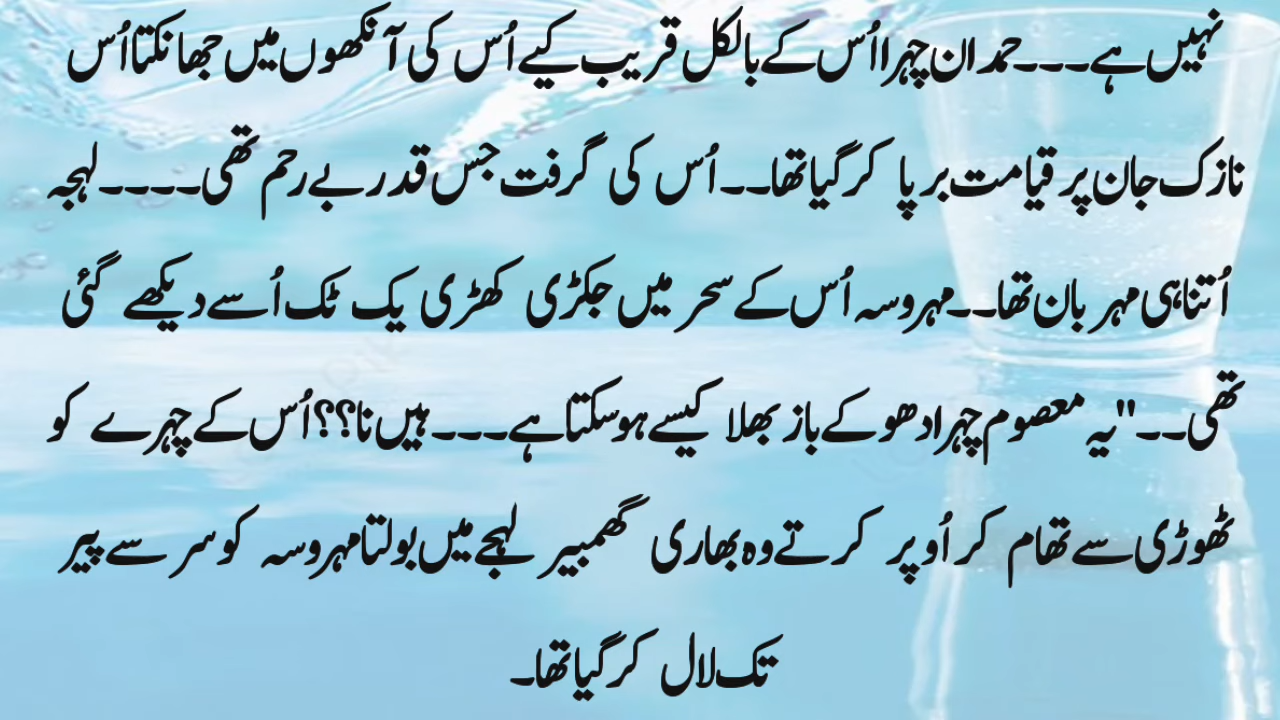 نہیں ہے۔۔۔حمدان چہرا اُس کے بالکل قریب کیے اُس کی آنکھوں میں جھانکتا اُس
نازک جان پر قیامت برپا کر گیا تھا۔۔اُس کی گرفت جس قدر بے رحم تھی۔۔۔۔لہجہ
اُتنا ہی مہربان تھا۔۔مہروسہ اُس کے سحر میں جکڑی کھڑی یک ٹک اُسے دیکھے گئی
تھی۔۔"یہ معصوم چہرا دھوکے باز بھلا کیسے ہو سکتا ہے۔۔۔ہیں نا؟؟اُس کے چہرے کو
ٹھوڑی سے تھام کر اُوپر کرتے وہ بھاری گھمبیر لہجے میں بولتا مہروسہ کو سر سے پیر
تک لال کر گیا تھا۔